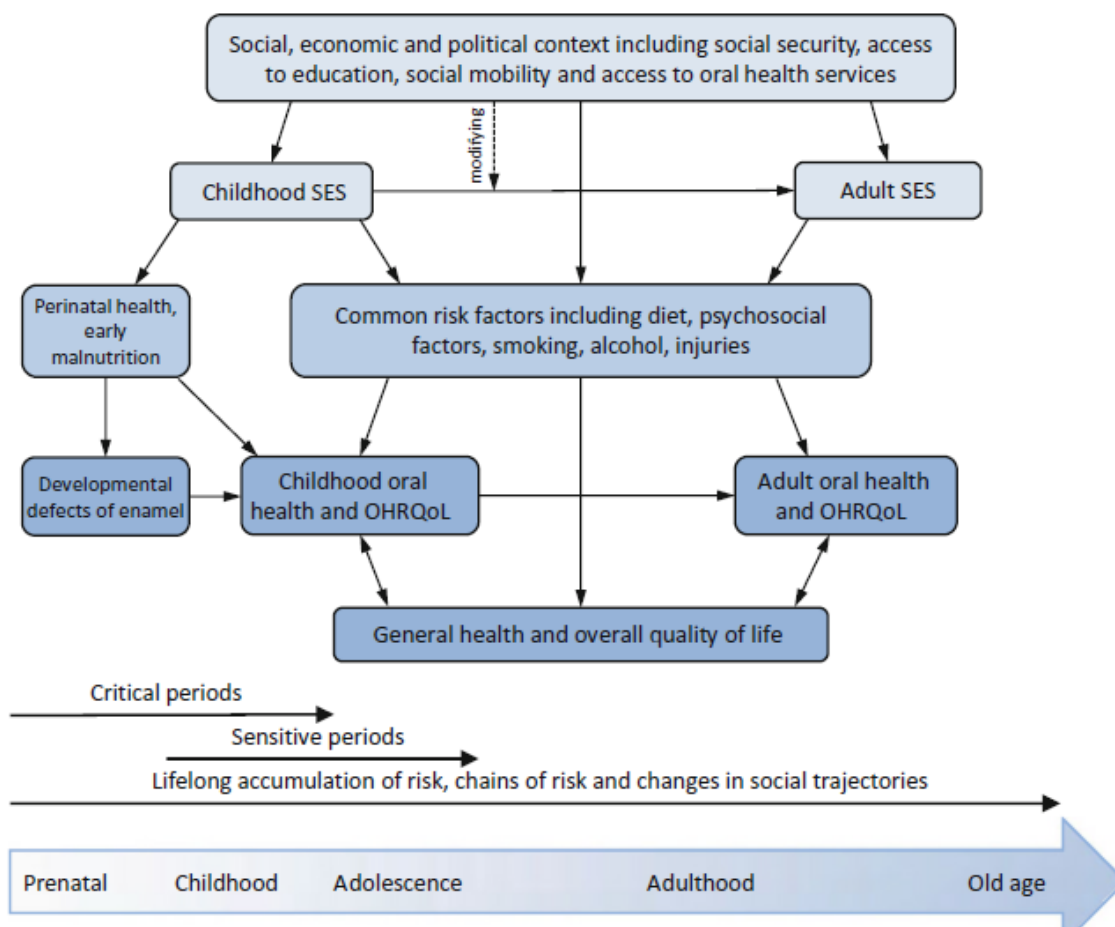 Social, economic and political context including social security, access
to education, social mobility and access to oral health services
modifying
Childhood SES
Adult SES
Perinatal health,
early
malnutrition
Common risk factors including diet, psychosocial
factors, smoking, alcohol, injuries
Developmental
defects of enamel
Childhood oral
health and OHRQoL
Adult oral health
and OHRQoL
General health and overall quality of life
Critical periods
Sensitive periods
Lifelong accumulation of risk, chains of risk and changes in social trajectories
Prenatal Childhood Adolescence Adulthood Old age